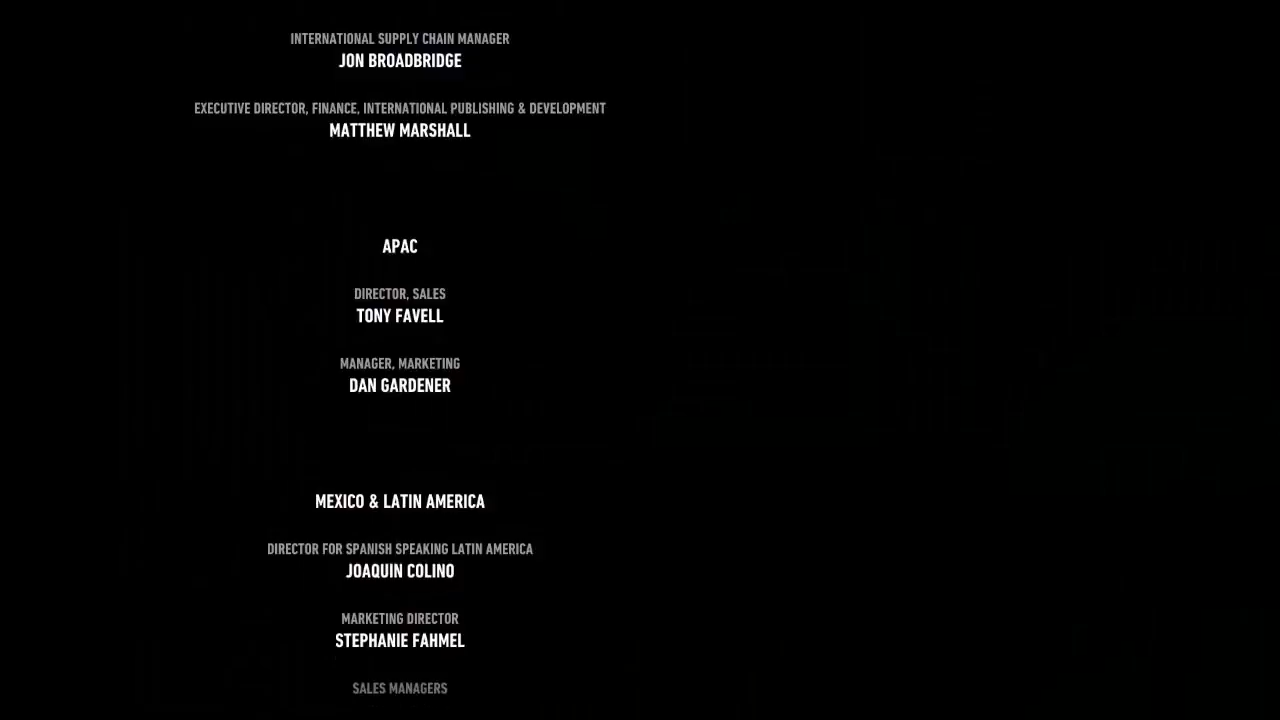 INTERNATIONAL SUPPLY CHAIN MANAGER
JON BROADBRIDGE
EXECUTIVE DIRECTOR, FINANCE, INTERNATIONAL PUBLISHING & DEVELOPMENT
MATTHEW MARSHALL
APAC
DIRECTOR, SALES
TONY FAVELL
MANAGER, MARKETING
DAN GARDENER
MEXICO & LATIN AMERICA
DIRECTOR FOR SPANISH SPEAKING LATIN AMERICA
JOAQUIN COLINO
MARKETING DIRECTOR
STEPHANIE FAHMEL
SALES MANAGERS